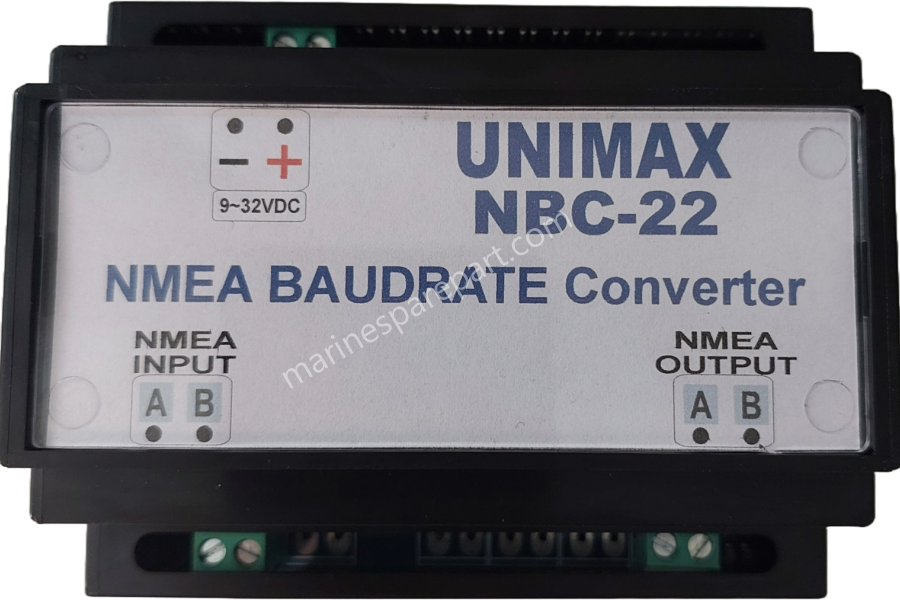 − +
9~32VDC
UNIMAX
NBC-22
NMEA BAUDRATE Converter
NMEA
INPUT
A B
NMEA
OUTPUT
A B
marinesparepart.com